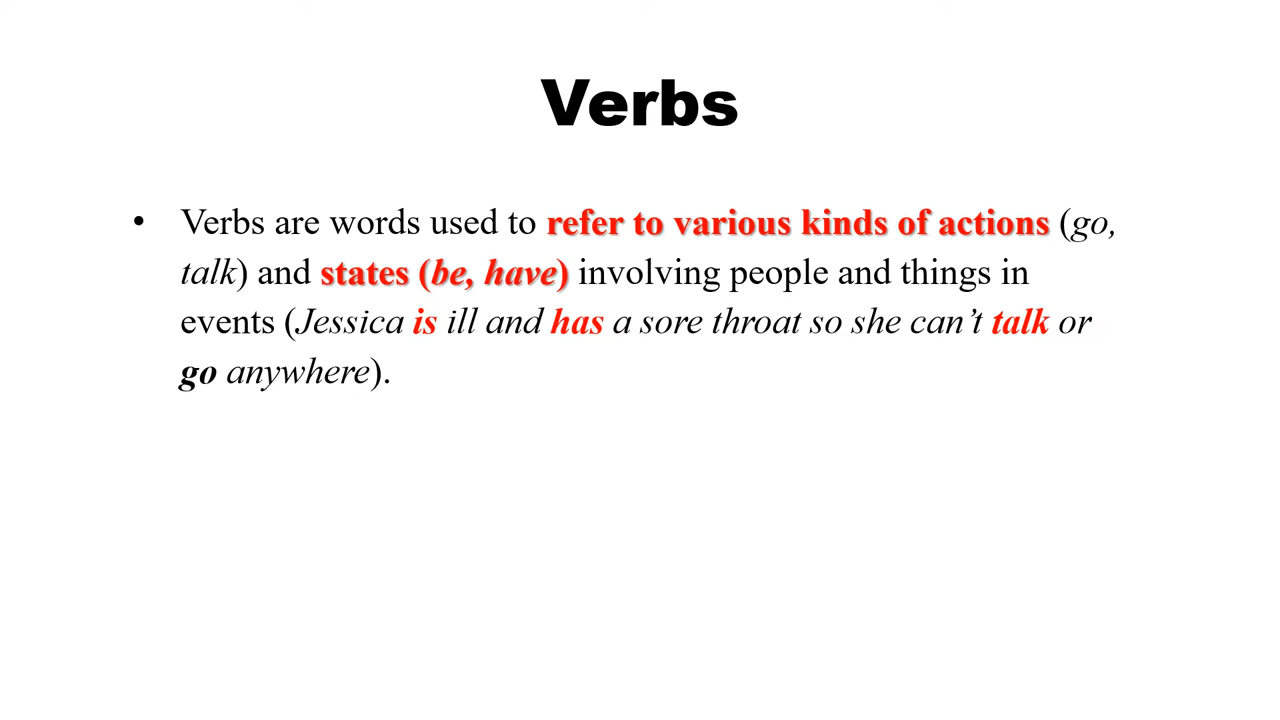 Verbs
• Verbs are words used to refer to various kinds of actions (go,
talk) and states (be, have) involving people and things in
events (Jessica is ill and has a sore throat so she can’t talk or
go anywhere).